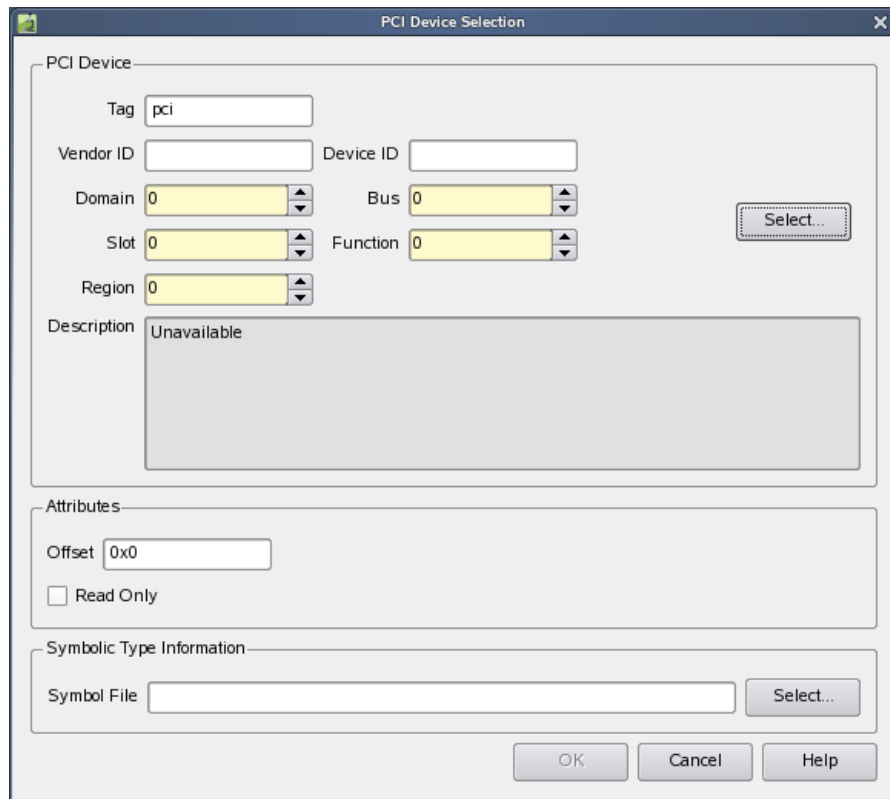 PCI Device Selection
PCI Device
Tag pci
Vendor ID Device ID
Domain 0 Bus 0
Select...
Slot 0 Function 0
Region 0
Description Unavailable
Attributes
Offset 0x0
Read Only
Symbolic Type Information
Symbol File Select...
OK Cancel Help